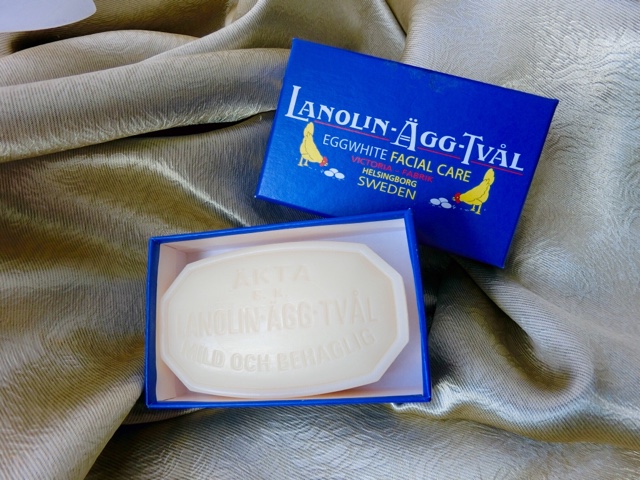 LANOLIN-ÄGG-TVÅL
EGGWHITE FACIAL CARE
VICTORIA-FABRIK
HELSINGBORG
SWEDEN
ÄKTA
LANOLIN-ÄGG-TVÅL
MILD OCH BEHAGLIG